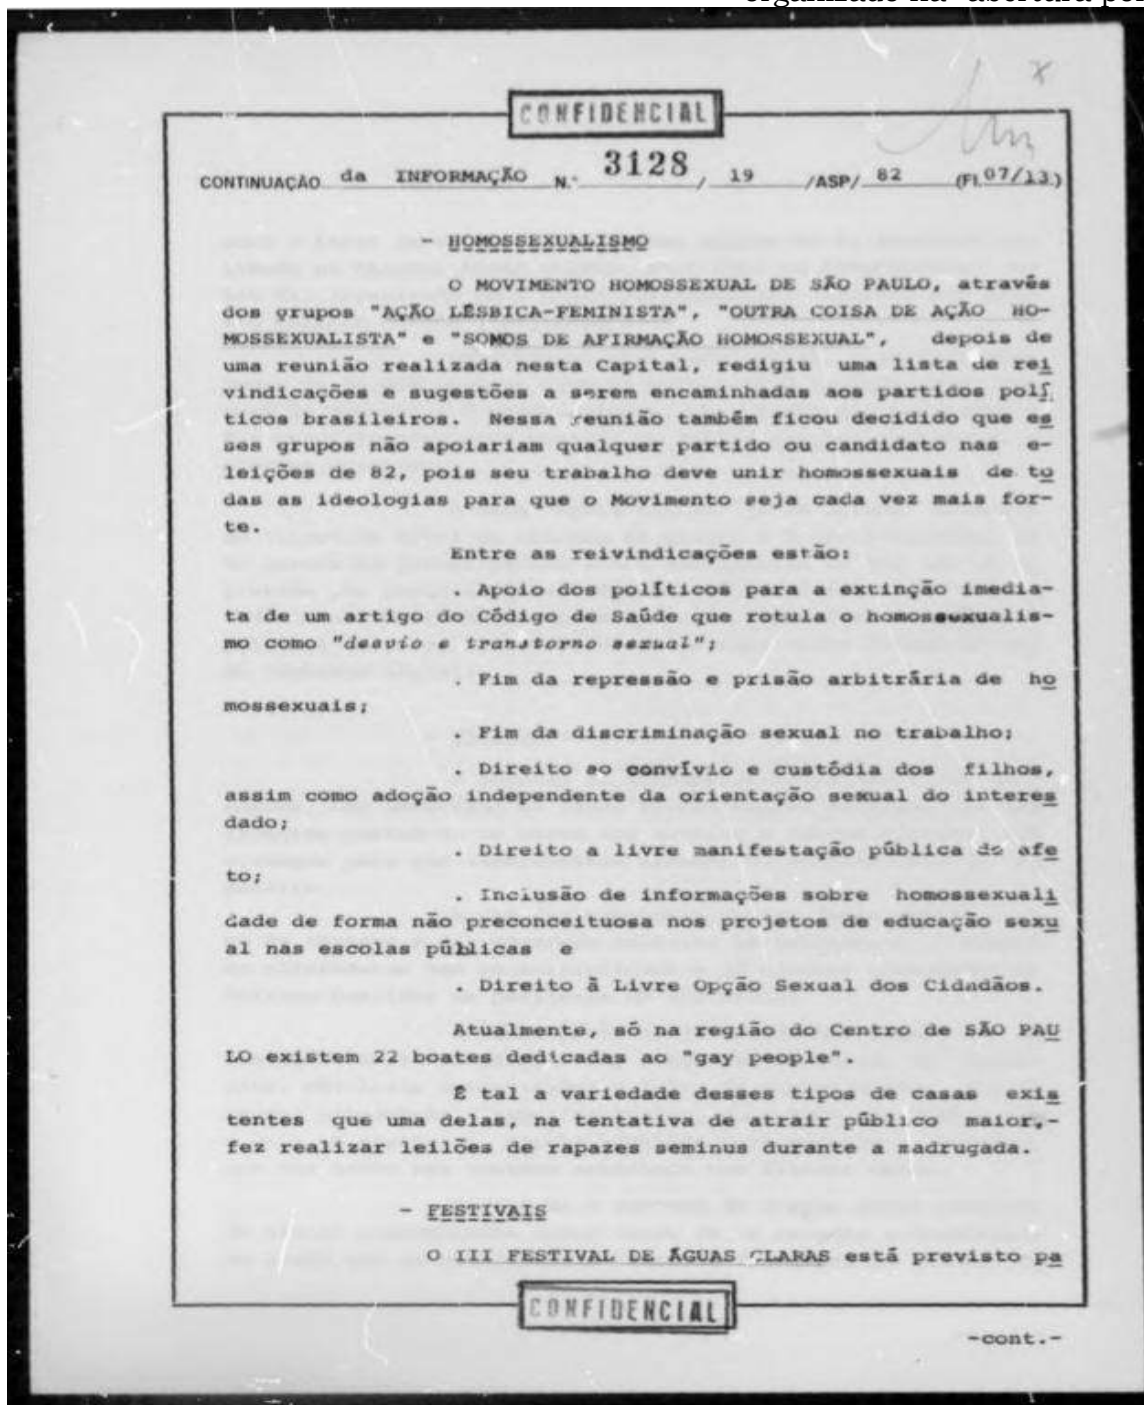 CONFIDENCIAL
CONTINUAÇÃO da INFORMAÇÃO N.º 3128, 19 /ASP/ 82 (Fl.07/13.)
- HOMOSSEXUALISMO
O MOVIMENTO HOMOSSEXUAL DE SÃO PAULO, através
dos grupos "AÇÃO LÉSBICA-FEMINISTA", "OUTRA COISA DE AÇÃO HO-
MOSSEXUALISTA" e "SOMOS DE AFIRMAÇÃO HOMOSSEXUAL", depois de
uma reunião realizada nesta Capital, redigiu uma lista de rei
vindicações e sugestões a serem encaminhadas aos partidos polí
ticos brasileiros. Nessa reunião também ficou decidido que es
ses grupos não apoiariam qualquer partido ou candidato nas e-
leições de 82, pois seu trabalho deve unir homossexuais de to
das as ideologias para que o Movimento seja cada vez mais for-
te.
Entre as reivindicações estão:
. Apoio dos políticos para a extinção imedia-
ta de um artigo do Código de Saúde que rotula o homossexualis-
mo como "desvio e transtorno sexual";
. Fim da repressão e prisão arbitrária de ho
mossexuais;
. Fim da discriminação sexual no trabalho;
. Direito ao convívio e custódia dos filhos,
assim como adoção independente da orientação sexual do interes
dado;
. Direito a livre manifestação pública de afe
to;
. Inclusão de informações sobre homossexuali
dade de forma não preconceituosa nos projetos de educação sexu
al nas escolas públicas e
. Direito à Livre Opção Sexual dos Cidadãos.
Atualmente, só na região do Centro de SÃO PAU
LO existem 22 boates dedicadas ao "gay people".
É tal a variedade desses tipos de casas exis
tentes que uma delas, na tentativa de atrair público maior,-
fez realizar leilões de rapazes seminus durante a madrugada.
- FESTIVAIS
O III FESTIVAL DE ÁGUAS CLARAS está previsto pa
CONFIDENCIAL
-cont.-